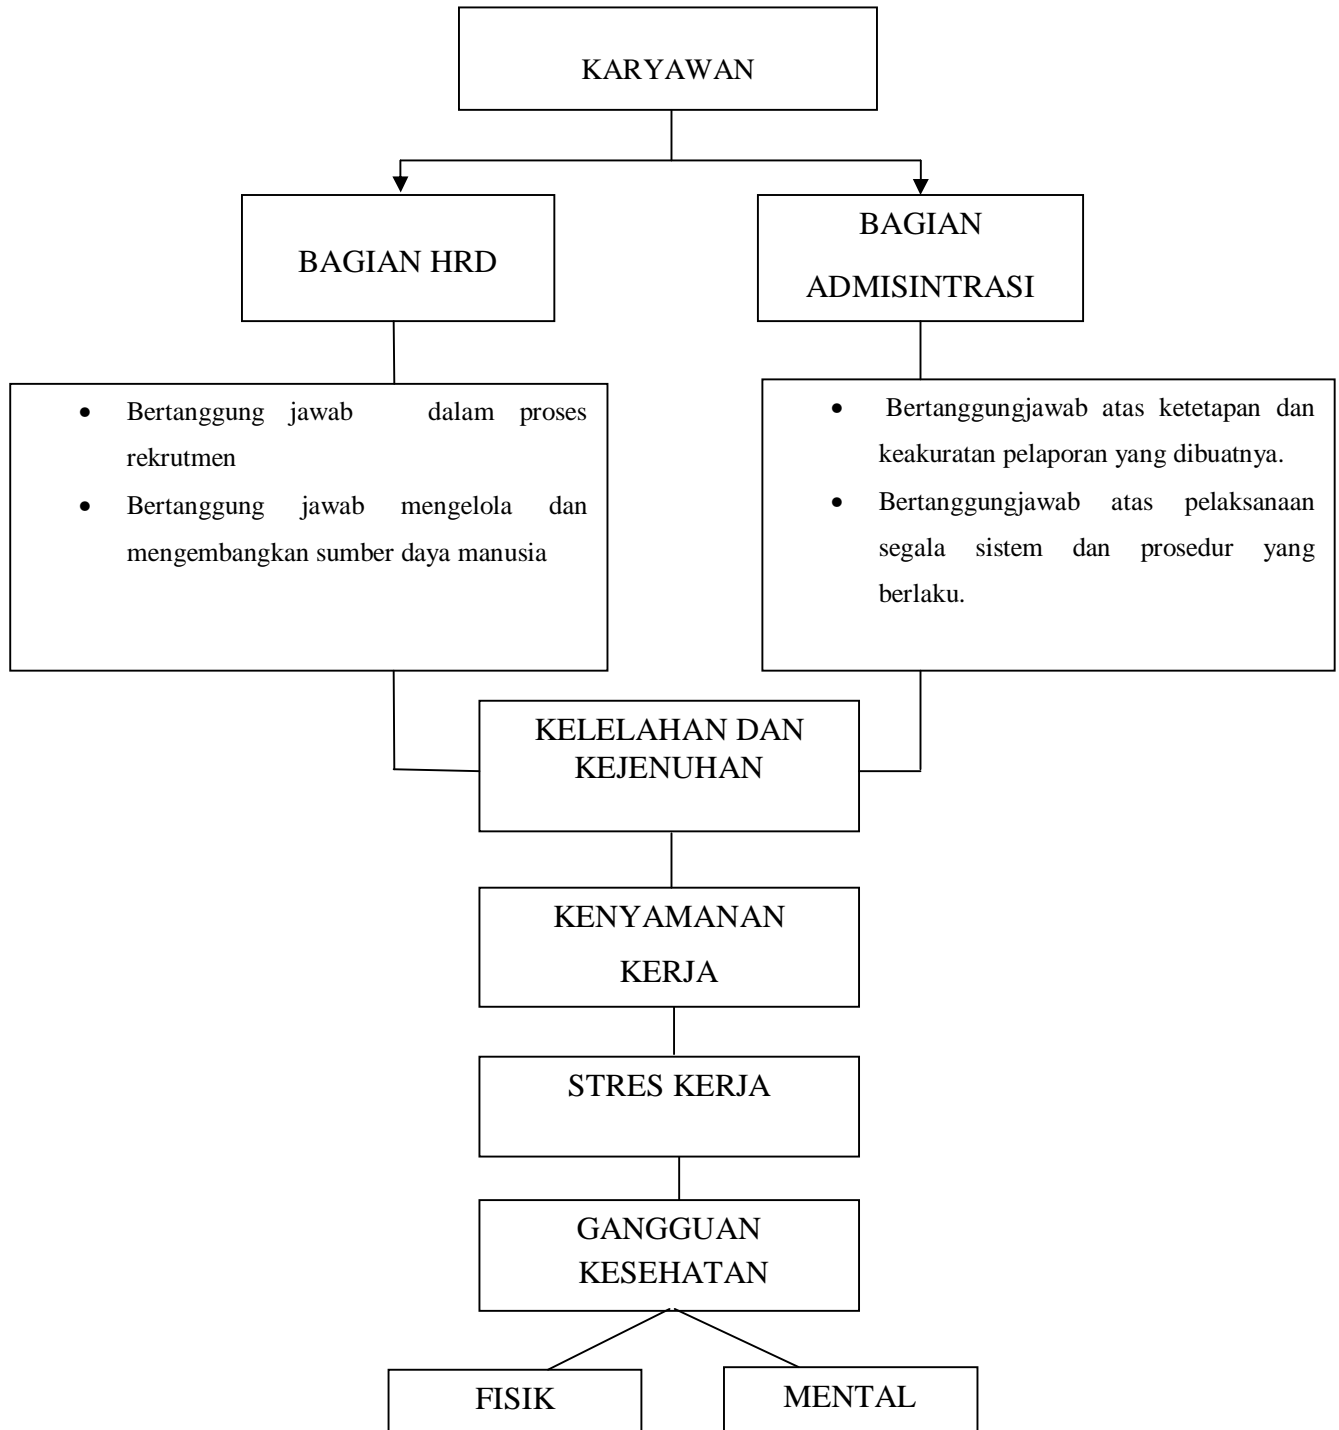 KARYAWAN
BAGIAN HRD
BAGIAN
ADMISINTRASI
• Bertanggung jawab dalam proses
rekrutmen
• Bertanggung jawab mengelola dan
mengembangkan sumber daya manusia
• Bertanggungjawab atas ketetapan dan
keakuratan pelaporan yang dibuatnya.
• Bertanggungjawab atas pelaksanaan
segala sistem dan prosedur yang
berlaku.
KELELAHAN DAN
KEJENUHAN
KENYAMANAN
KERJA
STRES KERJA
GANGGUAN
KESEHATAN
FISIK
MENTAL